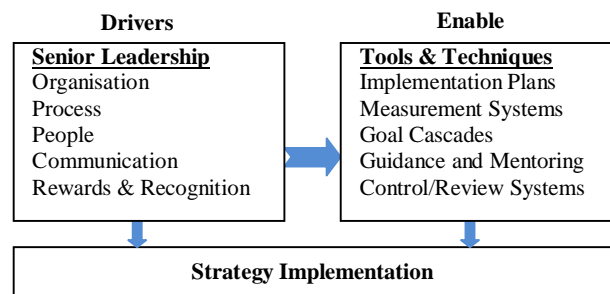 Drivers
Enable
Senior Leadership
Organisation
Process
People
Communication
Rewards & Recognition
Tools & Techniques
Implementation Plans
Measurement Systems
Goal Cascades
Guidance and Mentoring
Control/Review Systems
Strategy Implementation